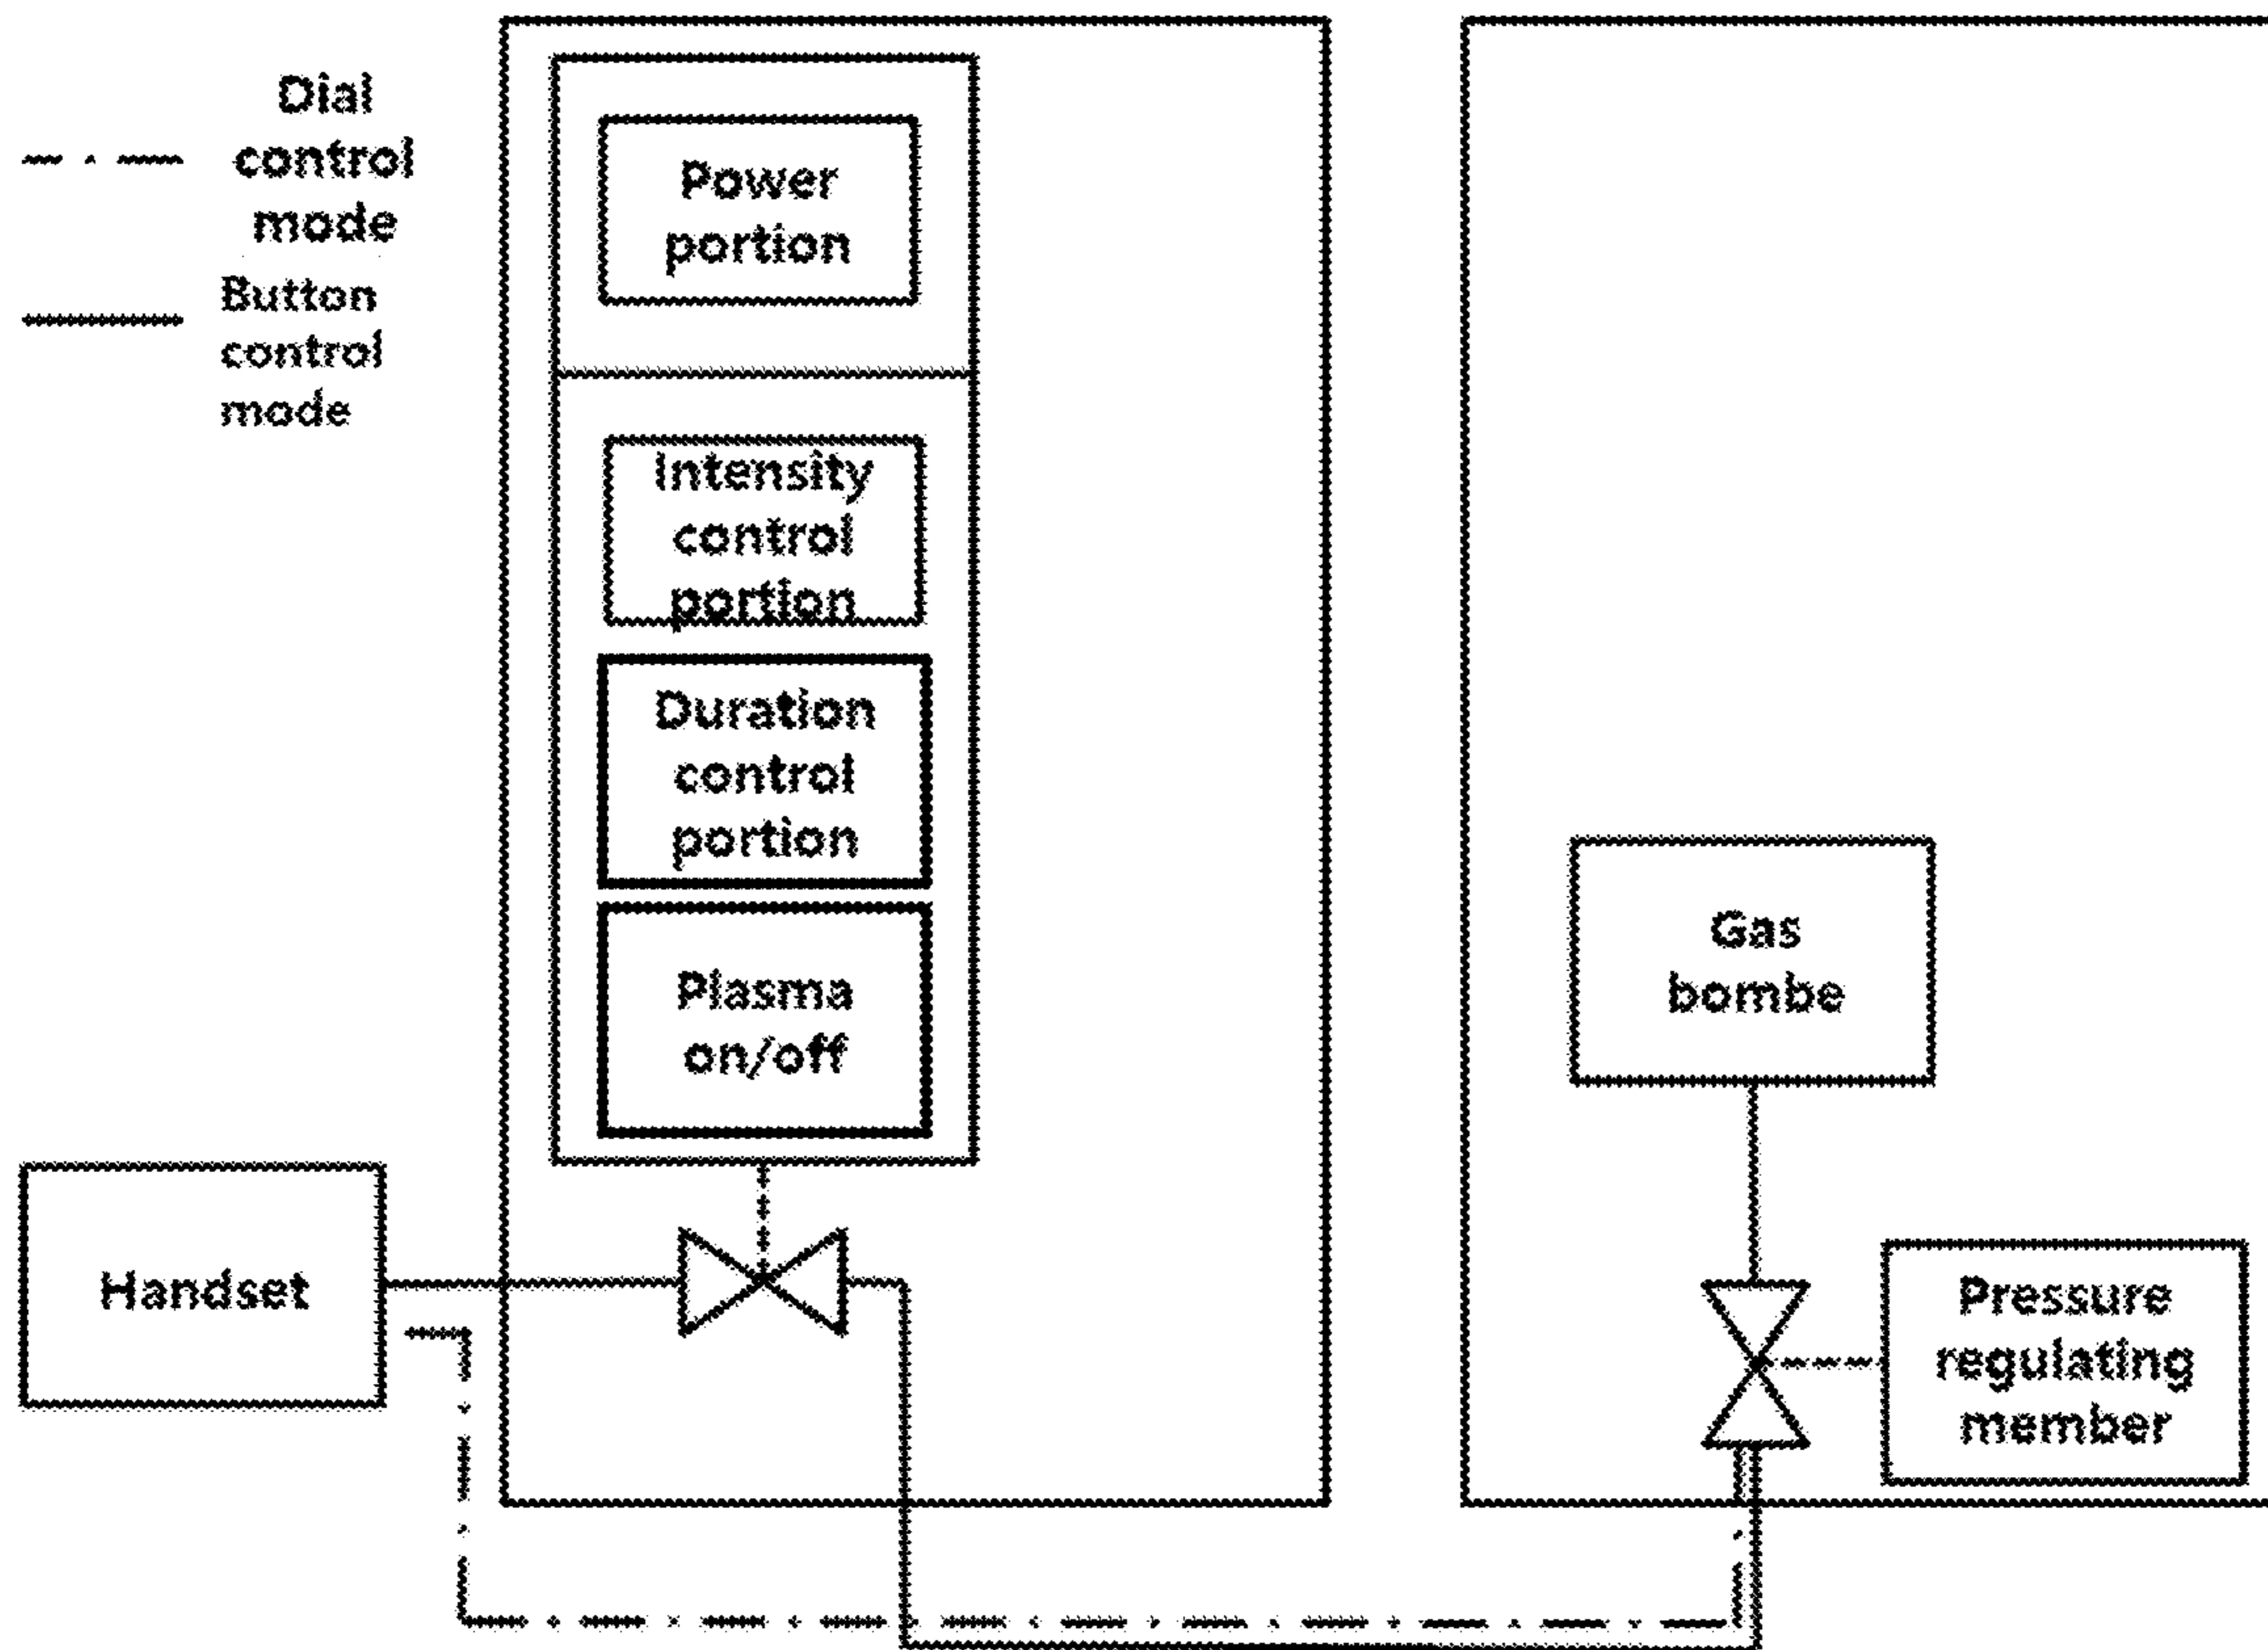 Dial
control
mode
Button
control
mode
Power
portion
Intensity
control
portion
Duration
control
portion
Plasma
on/off
Handset
Gas
bombe
Pressure
regulating
member